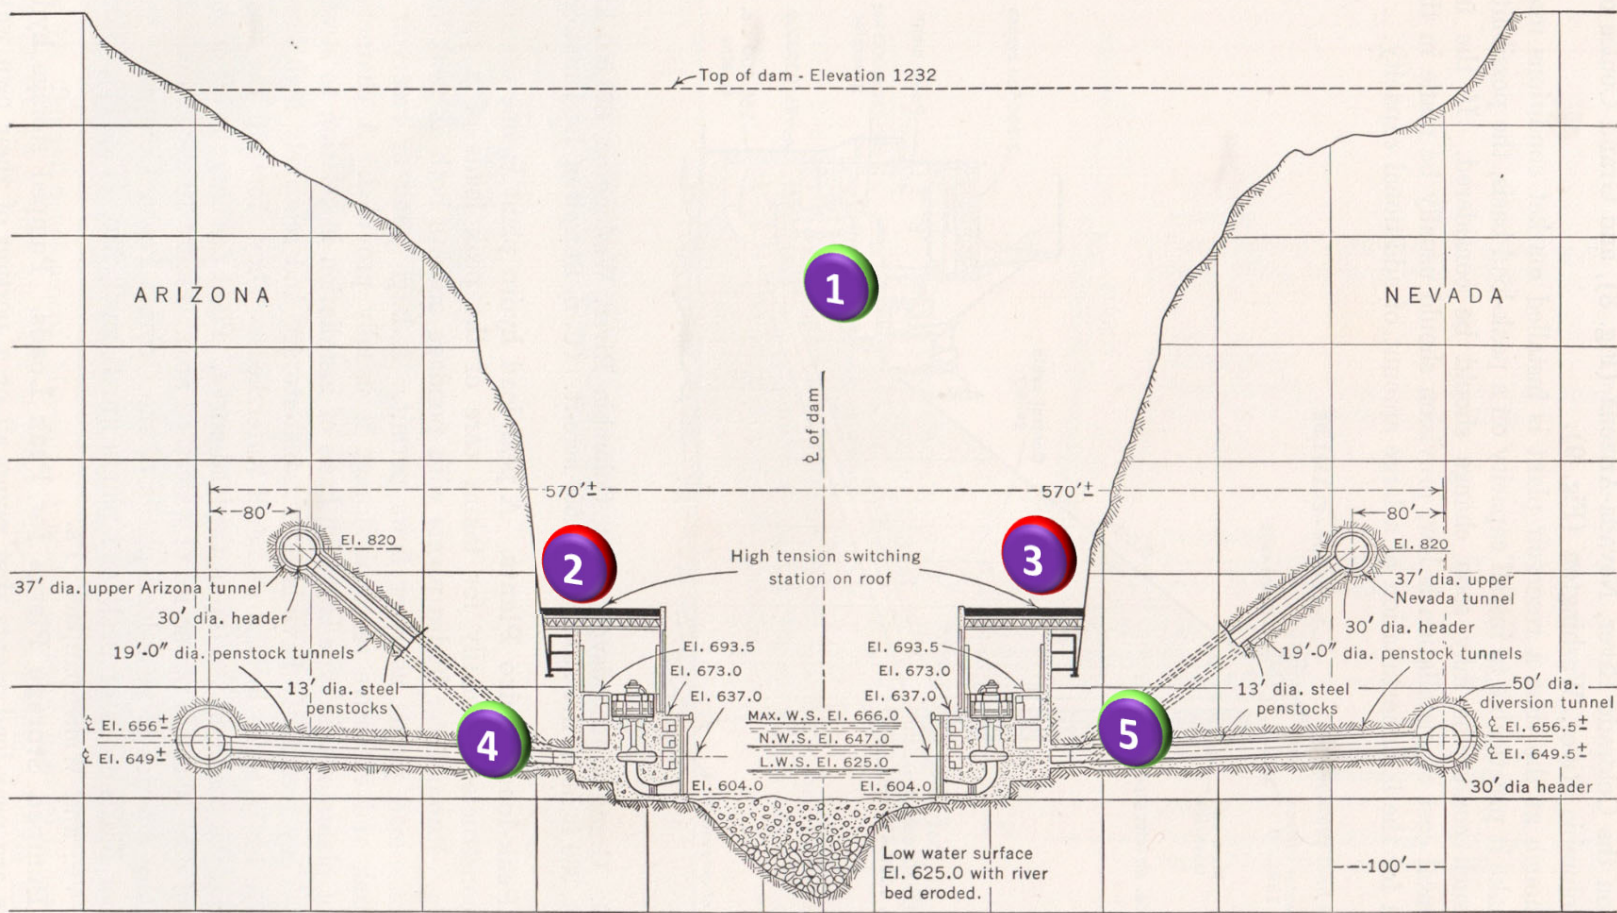 Top of dam - Elevation 1232
1
ARIZONA
NEVADA
℄ of dam
570'±
570'±
80'
80'
El. 820
El. 820
2
3
High tension switching
station on roof
37' dia. upper Arizona tunnel
30' dia. header
19'-0" dia. penstock tunnels
13' dia. steel
penstocks
37' dia. upper
Nevada tunnel
30' dia. header
19'-0" dia. penstock tunnels
13' dia. steel
penstocks
50' dia.
diversion tunnel
El. 693.5
El. 673.0
El. 637.0
El. 693.5
El. 673.0
El. 637.0
MAX. W.S. El. 666.0
N.W.S. El. 647.0
L.W.S. El. 625.0
4
5
℄ El. 656±
℄ El. 649±
℄ El. 656.5±
℄ El. 649.5±
El. 604.0
El. 604.0
30' dia header
Low water surface
El. 625.0 with river
bed eroded.
100'